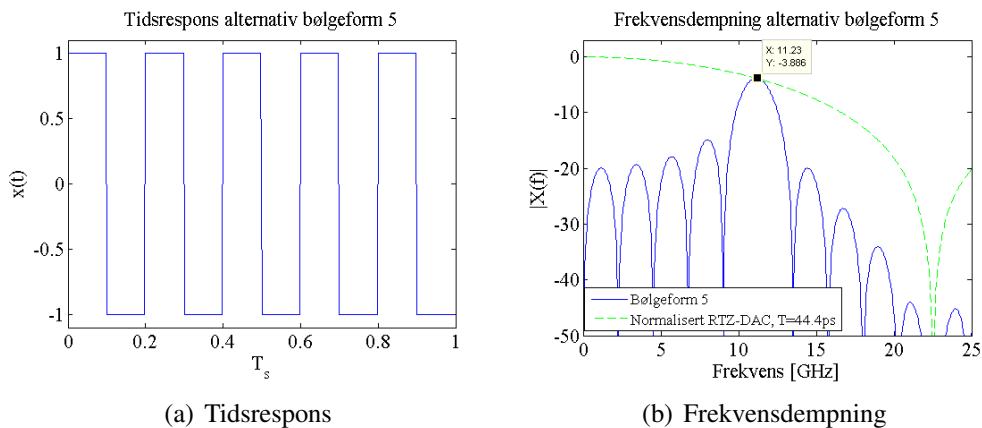 Tidsrespons alternativ bølgeform 5
1
0.5
0
-0.5
-1
x(t)
0
0.2
0.4
0.6
0.8
1
T_s
(a) Tidsrespons
Frekvensdempning alternativ bølgeform 5
X: 11.23
Y: -3.886
0
-10
-20
-30
-40
-50
|X(f)|
Bølgeform 5
Normalisert RTZ-DAC, T=44.4ps
0
5
10
15
20
25
Frekvens [GHz]
(b) Frekvensdempning